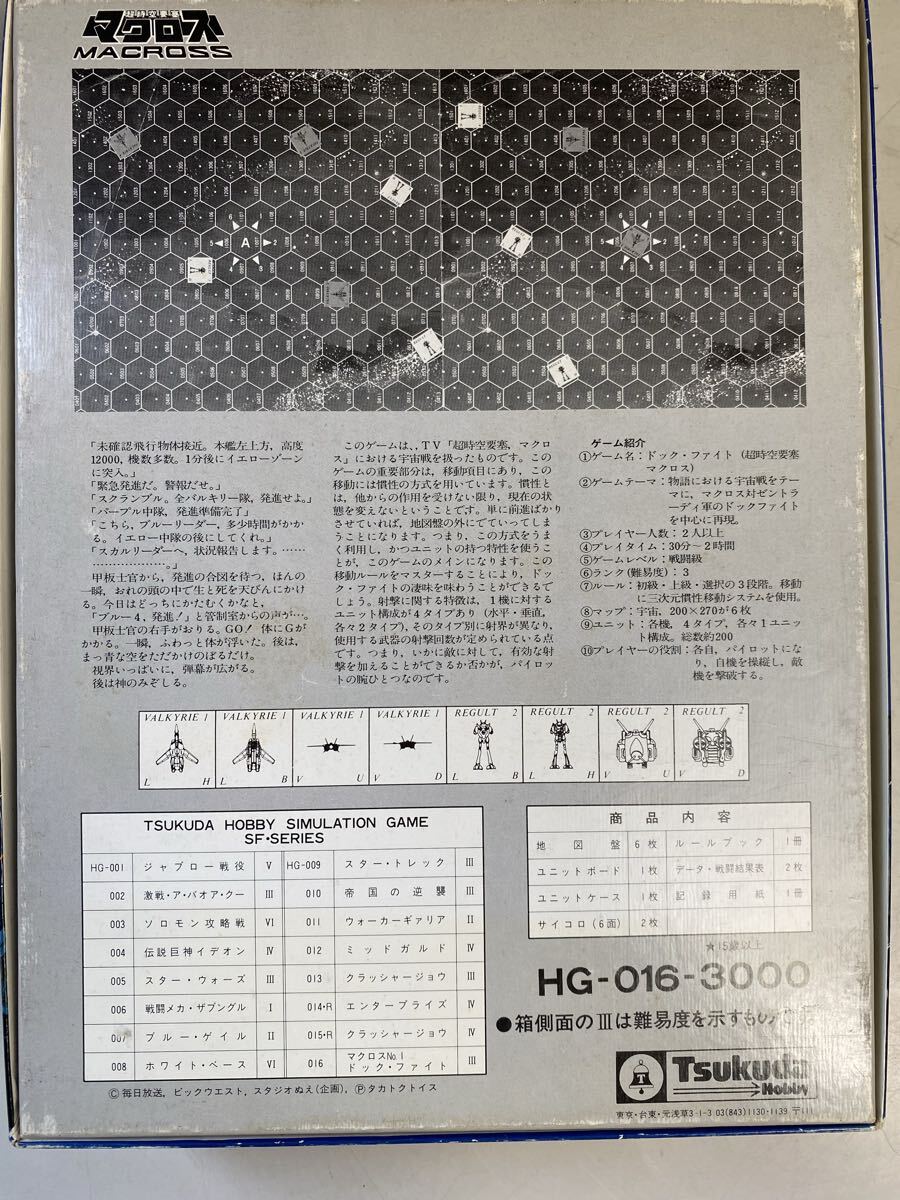 超時空要塞
マクロス
MACROSS
「未確認飛行物体接近。本艦左上方，高度
12000，機数多数。1分後にイエローゾーン
に突入。」
「緊急発進だ。警報だせ。」
「スクランブル。全バルキリー隊，発進せよ。」
「パープル中隊，発進準備完了」
「こちら，ブルーリーダー，多少時間がかか
る。イエロー中隊の後にしてくれ。」
「スカルリーダーへ，状況報告します。……
…………………。」
甲板士官から，発進の合図を待つ，ほんの
一瞬，おれの頭の中で生と死を天びんにかけ
る。今日はどっちにかたむくかなと，
「ブルー4，発進！」と管制室からの声が…。
甲板士官の右手がおりる。GO！ 体にGが
かかる。一瞬，ふわっと体が浮いた。後は，
まっ青な空をただかけのぼるだけ。
視界いっぱいに，弾幕が広がる。
後は神のみぞしる。
このゲームは、，TV「超時空要塞，マクロ
ス」における宇宙戦を扱ったものです。この
ゲームの重要部分は，移動項目にあり，この
移動には慣性の方式を用いています。慣性と
は，他からの作用を受けない限り，現在の状
態を変えないということです。単に前進ばかり
させていれば，地図盤の外にでていってしま
うことになります。つまり，この方式をうま
く利用し，かつユニットの持つ特性を使うこ
とが，このゲームのメインになります。この
移動ルールをマスターすることにより，ドッ
ク・ファイトの凄味を味わうことができるで
しょう。射撃に関する特徴は，1機に対する
ユニット構成が4タイプあり（水平・垂直，
各々2タイプ)，そのタイプ別に射界が異なり，
使用する武器の射撃回数が定められている点
です。つまり，いかに敵に対して，有効な射
撃を加えることができるか否かが，パイロッ
トの腕ひとつなのです。
ゲーム紹介
①ゲーム名：ドック・ファイト（超時空要塞
マクロス）
②ゲームテーマ：物語における宇宙戦をテー
マに，マクロス対ゼントラ
ーディ軍のドックファイト
を中心に再現。
③プレイヤー人数：2人以上
④プレイタイム：30分〜2時間
⑤ゲームレベル：戦闘級
⑥ランク(難易度)：3
⑦ルール：初級・上級・選択の3段階。移動
に三次元慣性移動システムを使用。
⑧マップ：宇宙，200×270が6枚
⑨ユニット：各機，4タイプ，各々1ユニッ
ト構成。総数約200
⑩プレイヤーの役割：各自，パイロットにな
り，自機を操縦し，敵
機を撃破する。
VALKYRIE 1 VALKYRIE 1 VALKYRIE 1 VALKYRIE 1 REGULT 2 REGULT 2 REGULT 2 REGULT 2
L H L B V U V D L B L H V U V D
TSUKUDA HOBBY SIMULATION GAME
SF・SERIES
HG-001 ジャブロー戦役 V HG-009 スター・トレック III
002 激戦・ア・バオア・クー III 010 帝国の逆襲 III
003 ソロモン攻略戦 VI 011 ウォーカーギャリア II
004 伝説巨神イデオン IV 012 ミッドガルド IV
005 スター・ウォーズ III 013 クラッシャージョウ III
006 戦闘メカ・ザブングル I 014・R エンタープライズ IV
007 ブルー・ゲイル II 015・R クラッシャージョウ IV
008 ホワイト・ベース VI 016 マクロスNo.1 ドック・ファイト III
Ⓒ毎日放送，ビックウエスト，スタジオぬえ(企画)，Ⓟタカトクトイス
商品内容
地図盤 6枚 ルールブック 1冊
ユニットボード 1枚 データ・戦闘結果表 2枚
ユニットケース 1枚 記録用紙 1冊
サイコロ(6面) 2枚
★15歳以上
HG-016-3000
●箱側面のIIIは難易度を示すもの
T
Tsukuda
Hobby
東京・台東・元浅草3-1-3 03(843)1130・1139 〒111